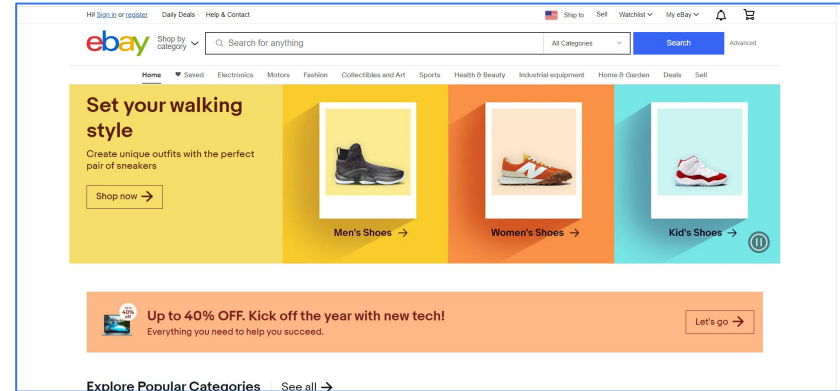 Hi! Sign in or register Daily Deals Help & Contact Ship to Sell Watchlist My eBay
ebay Shop by category Search for anything All Categories Search Advanced
Home Saved Electronics Motors Fashion Collectibles and Art Sports Health & Beauty Industrial equipment Home & Garden Deals Sell
Set your walking
style
Create unique outfits with the perfect
pair of sneakers
Shop now →
Men's Shoes →
Women's Shoes →
Kid's Shoes →
40%
off
Up to 40% OFF. Kick off the year with new tech!
Everything you need to help you succeed.
Let's go →
Explore Popular Categories See all →